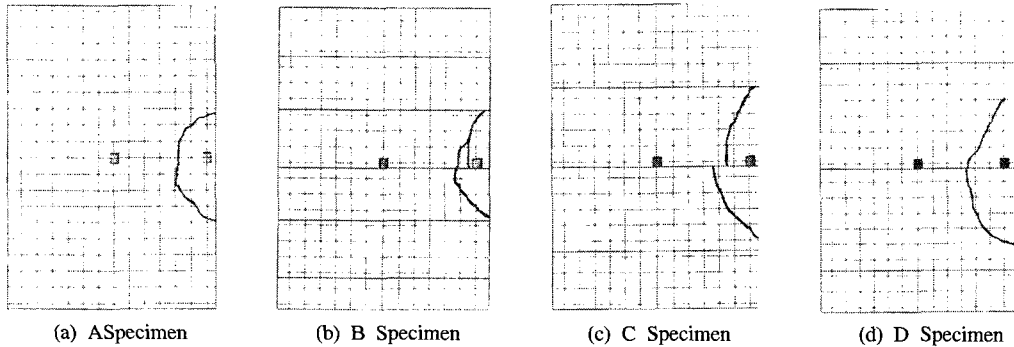 (a) ASpecimen
(b) B Specimen
(c) C Specimen
(d) D Specimen